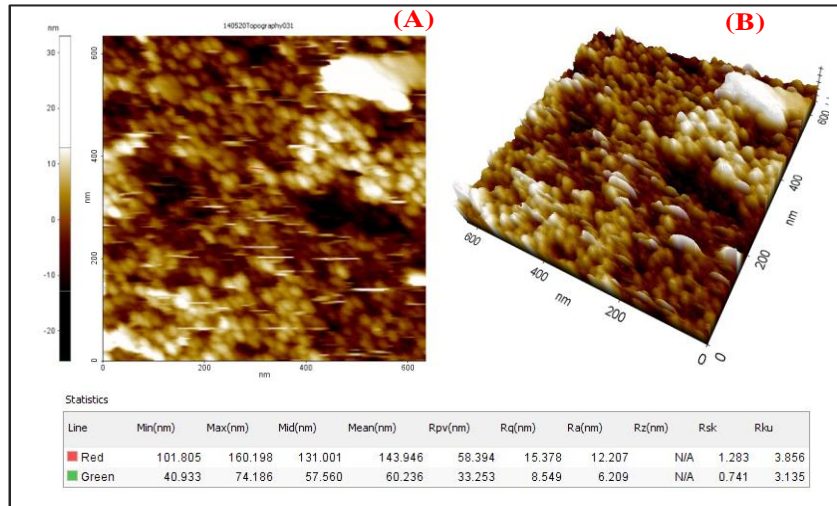 nm
140520Topography031
(A)
(B)
30
20
10
0
-10
-20
nm
600
400
200
0
0
200
400
600
nm
600
400
200
0
nm
600
400
200
0
nm
Statistics
Line Min(nm) Max(nm) Mid(nm) Mean(nm) Rpv(nm) Rq(nm) Ra(nm) Rz(nm) Rsk Rku
Red 101.805 160.198 131.001 143.946 58.394 15.378 12.207 N/A 1.283 3.856
Green 40.933 74.186 57.560 60.236 33.253 8.549 6.209 N/A 0.741 3.135